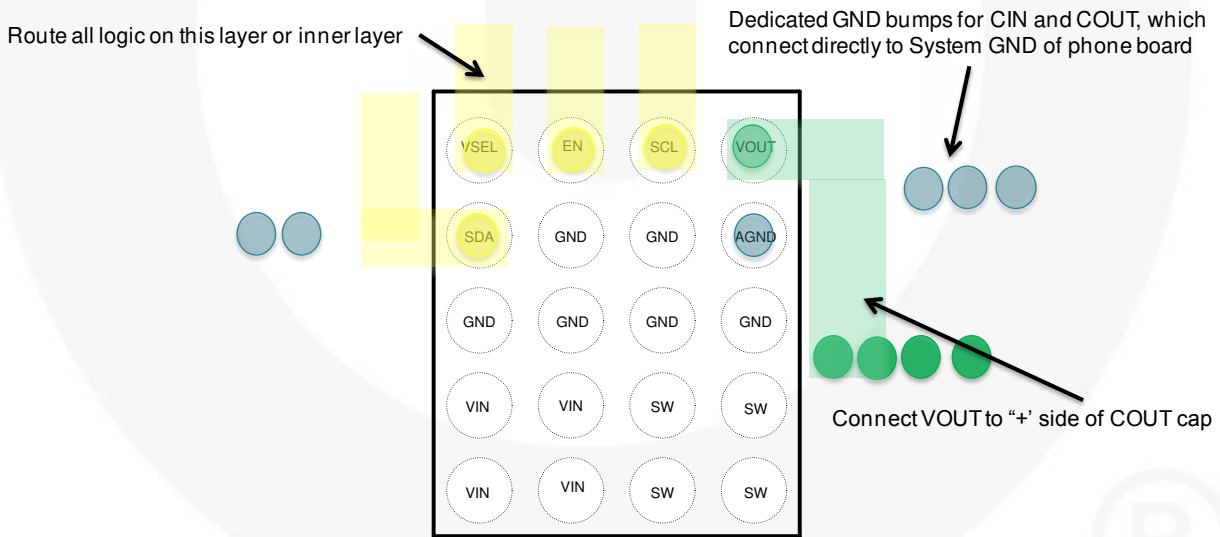 Route all logic on this layer or inner layer
Dedicated GND bumps for CIN and COUT, which
connect directly to System GND of phone board
VSEL EN SCL VOUT
SDA GND GND AGND
GND GND GND GND
VIN VIN SW SW
Connect VOUT to “+’ side of COUT cap
VIN VIN SW SW
R